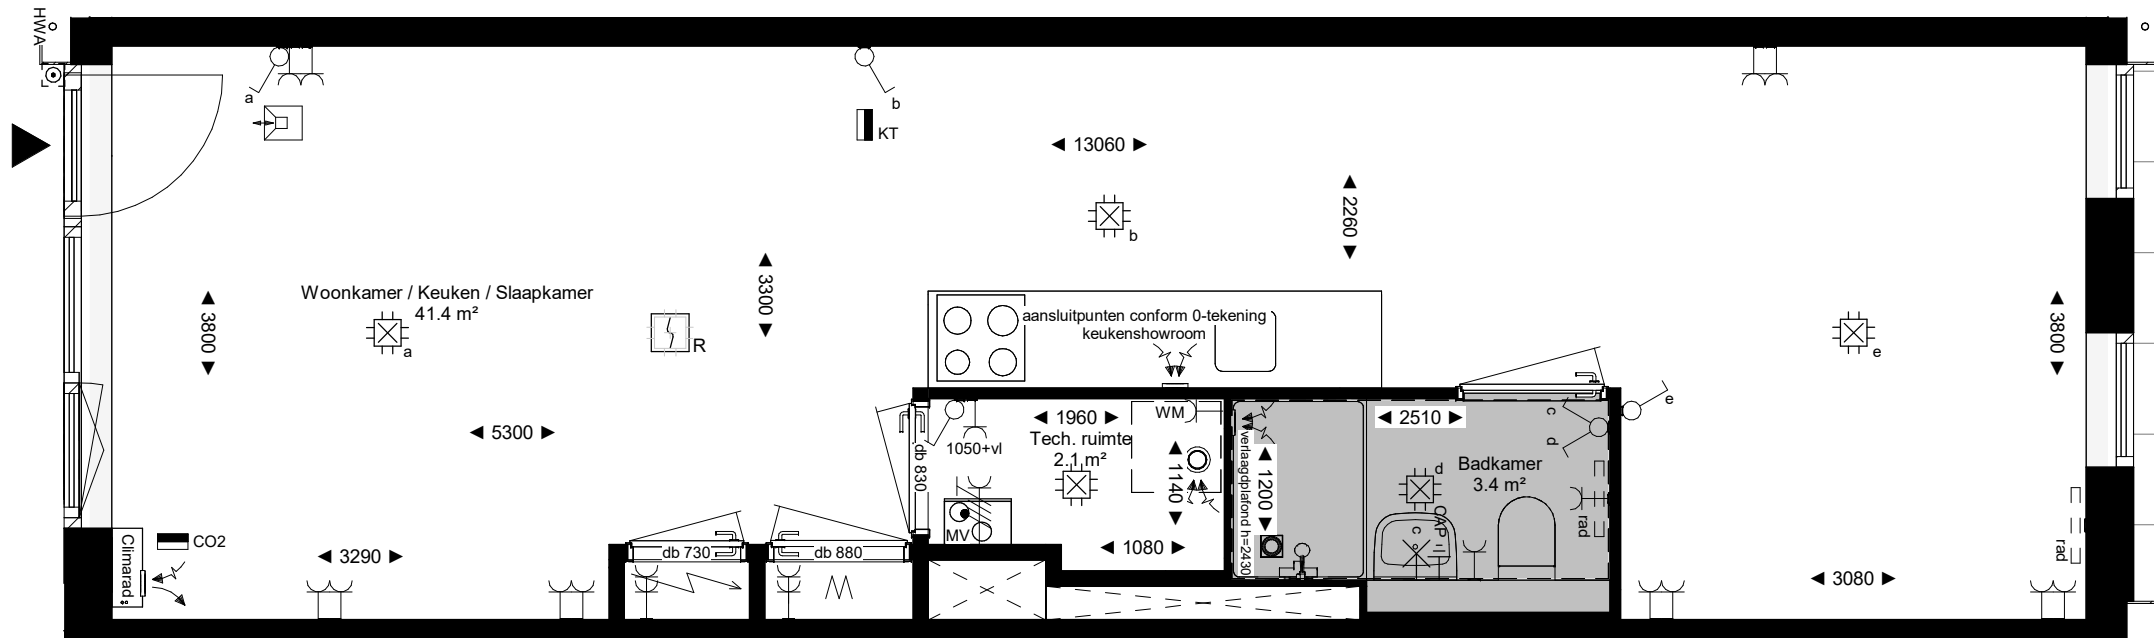 HWA
a
b
KT
13060
2260
b
Woonkamer / Keuken / Slaapkamer
41.4 m²
3800
a
R
3300
aansluitpunten conform 0-tekening
keukenshowroom
e
3800
5300
db 830
1050+vl
1960
Tech. ruimte
2.1 m²
WM
1140
MV
1080
verlaagdplafond h=2430
1200
2510
c
d
e
Badkamer
3.4 m²
d
CAP
c
rad
rad
Climarad
CO2
3290
db 730
db 880
3080